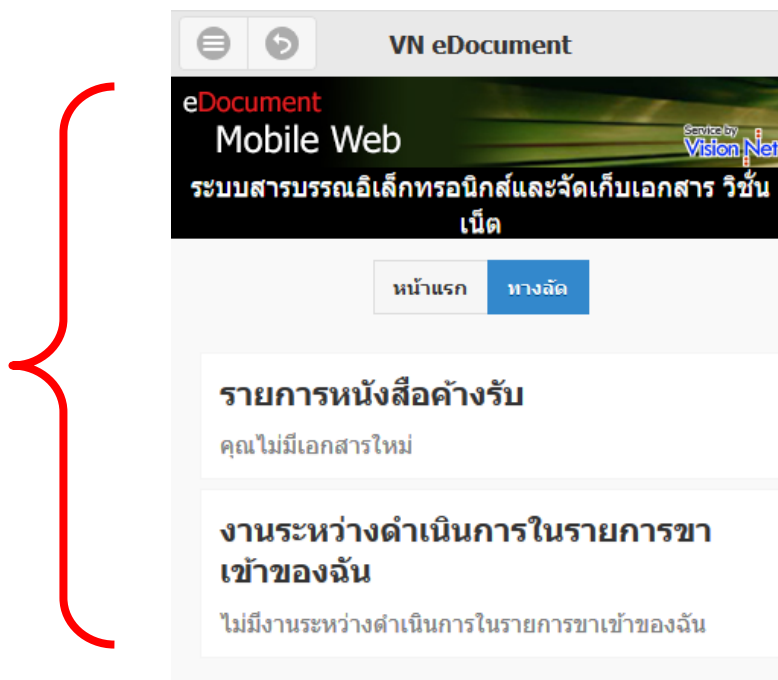 VN eDocument
eDocument
Mobile Web
Service by
Vision Net
ระบบสารบรรณอิเล็กทรอนิกส์และจัดเก็บเอกสาร วิชั่น
เน็ต
หน้าแรก ทางลัด
รายการหนังสือค้างรับ
คุณไม่มีเอกสารใหม่
งานระหว่างดำเนินการในรายการขา
เข้าของฉัน
ไม่มีงานระหว่างดำเนินการในรายการขาเข้าของฉัน